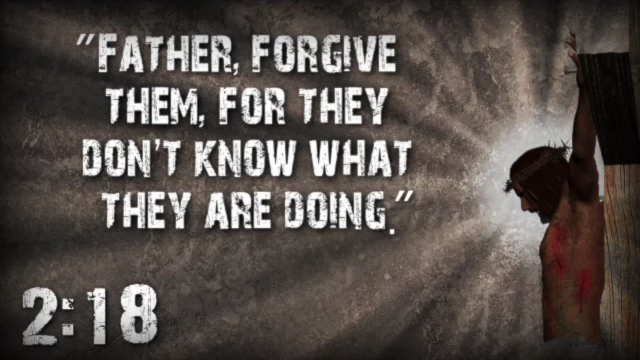 "FATHER, FORGIVE
THEM, FOR THEY
DON'T KNOW WHAT
THEY ARE DOING."
2:18